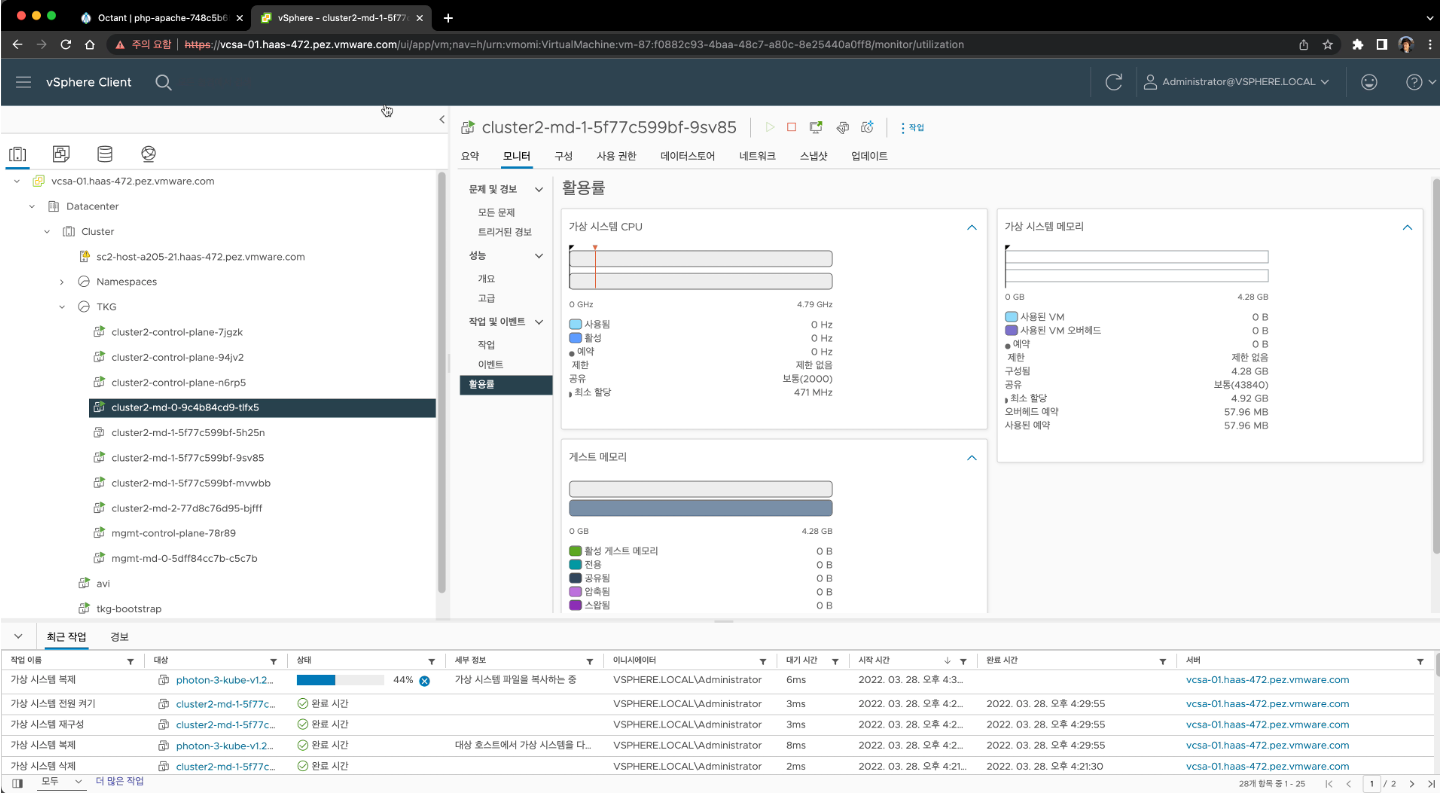 Octant | php-apache-748c5b6
vSphere - cluster2-md-1-5f77
주의 요함 | https://vcsa-01.haas-472.pez.vmware.com/ui/app/vm;nav=h/urn:vmomi:VirtualMachine:vm-87:f0882c93-4baa-48c7-a80c-8e25440a0ff8/monitor/utilization
vSphere Client
Administrator@VSPHERE.LOCAL
vcsa-01.haas-472.pez.vmware.com
Datacenter
Cluster
sc2-host-a205-21.haas-472.pez.vmware.com
Namespaces
TKG
cluster2-control-plane-7jgzk
cluster2-control-plane-94jv2
cluster2-control-plane-n6rp5
cluster2-md-0-9c4b84cd9-tlfx5
cluster2-md-1-5f77c599bf-5h25n
cluster2-md-1-5f77c599bf-9sv85
cluster2-md-1-5f77c599bf-mvwbb
cluster2-md-2-77d8c76d95-bjfff
mgmt-control-plane-78r89
mgmt-md-0-5dff84cc7b-c5c7b
avi
tkg-bootstrap
cluster2-md-1-5f77c599bf-9sv85
작업
요약 모니터 구성 사용 권한 데이터스토어 네트워크 스냅샷 업데이트
문제 및 경보
모든 문제
트리거된 경보
성능
개요
고급
작업 및 이벤트
작업
이벤트
활용률
활용률
가상 시스템 CPU
0 GHz 4.79 GHz
사용됨 0 Hz
활성 0 Hz
예약 0 Hz
제한 제한 없음
공유 보통(2000)
최소 할당 471 MHz
가상 시스템 메모리
0 GB 4.28 GB
사용된 VM 0 B
사용된 VM 오버헤드 0 B
예약 0 B
제한 제한 없음
구성됨 4.28 GB
공유 보통(43840)
최소 할당 4.92 GB
오버헤드 예약 57.96 MB
사용된 예약 57.96 MB
게스트 메모리
0 GB 4.28 GB
활성 게스트 메모리 0 B
전용 0 B
공유됨 0 B
압축됨 0 B
스왑됨 0 B
최근 작업 경보
작업 이름 대상 상태 세부 정보 이니시에이터 대기 시간 시작 시간 완료 시간 서버
가상 시스템 복제 photon-3-kube-v1.2... 44% 가상 시스템 파일을 복사하는 중 VSPHERE.LOCAL\Administrator 6ms 2022. 03. 28. 오후 4:3... vcsa-01.haas-472.pez.vmware.com
가상 시스템 전원 켜기 cluster2-md-1-5f77c... 완료 시간 VSPHERE.LOCAL\Administrator 3ms 2022. 03. 28. 오후 4:2... 2022. 03. 28. 오후 4:29:55 vcsa-01.haas-472.pez.vmware.com
가상 시스템 재구성 cluster2-md-1-5f77c... 완료 시간 VSPHERE.LOCAL\Administrator 3ms 2022. 03. 28. 오후 4:2... 2022. 03. 28. 오후 4:29:55 vcsa-01.haas-472.pez.vmware.com
가상 시스템 복제 photon-3-kube-v1.2... 완료 시간 대상 호스트에서 가상 시스템을 다... VSPHERE.LOCAL\Administrator 8ms 2022. 03. 28. 오후 4:2... 2022. 03. 28. 오후 4:29:55 vcsa-01.haas-472.pez.vmware.com
가상 시스템 삭제 cluster2-md-1-5f77c... 완료 시간 VSPHERE.LOCAL\Administrator 2ms 2022. 03. 28. 오후 4:21... 2022. 03. 28. 오후 4:21:30 vcsa-01.haas-472.pez.vmware.com
모두 더 많은 작업 28개 항목 중 1 - 25 1 / 2